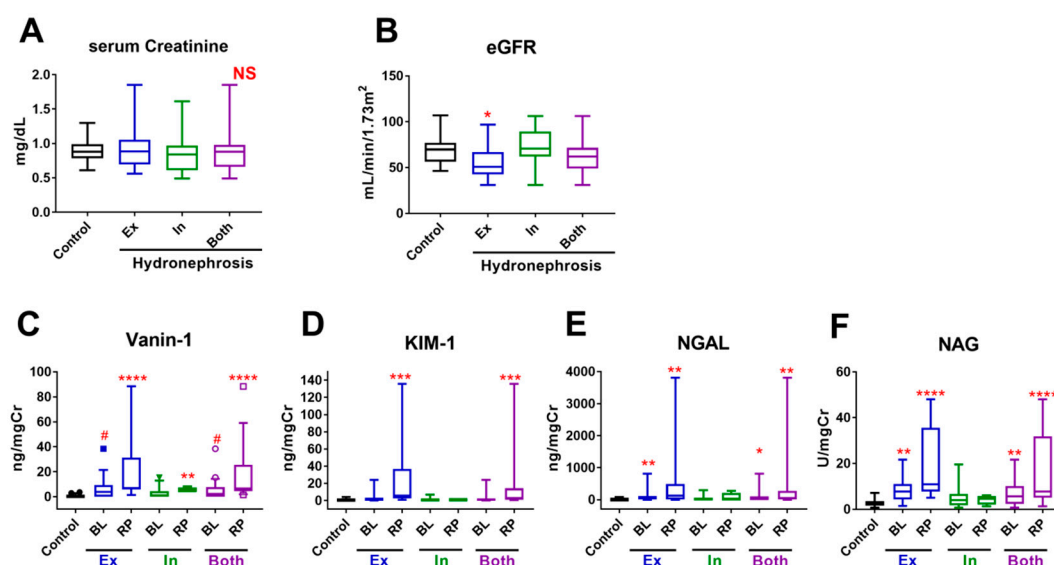 A
serum Creatinine
NS
mg/dL
2.0
1.5
1.0
0.5
0.0
Control
Ex
In
Both
Hydronephrosis
B
eGFR
*
mL/min/1.73m²
150
100
50
0
Control
Ex
In
Both
Hydronephrosis
C
Vanin-1
ng/mgCr
100
80
60
40
20
0
#
****
**
#
****
Control
BL
RP
BL
RP
BL
RP
Ex
In
Both
D
KIM-1
ng/mgCr
140
120
100
80
60
40
20
0
***
***
Control
BL
RP
BL
RP
BL
RP
Ex
In
Both
E
NGAL
ng/mgCr
4000
3000
2000
1000
0
**
**
*
**
Control
BL
RP
BL
RP
BL
RP
Ex
In
Both
F
NAG
U/mgCr
60
40
20
0
**
****
**
****
Control
BL
RP
BL
RP
BL
RP
Ex
In
Both